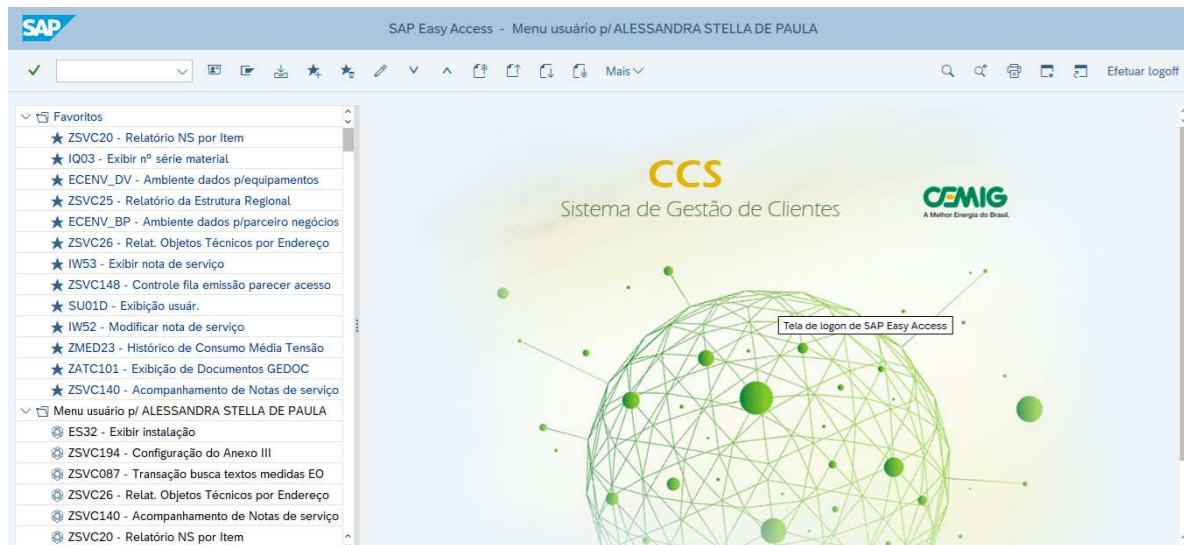 SAP
SAP Easy Access - Menu usuário p/ ALESSANDRA STELLA DE PAULA
Mais
Efetuar logoff
Favoritos
ZSVC20 - Relatório NS por Item
IQ03 - Exibir nº série material
ECENV_DV - Ambiente dados p/equipamentos
ZSVC25 - Relatório da Estrutura Regional
ECENV_BP - Ambiente dados p/parceiro negócios
ZSVC26 - Relat. Objetos Técnicos por Endereço
IW53 - Exibir nota de serviço
ZSVC148 - Controle fila emissão parecer acesso
SU01D - Exibição usuár.
IW52 - Modificar nota de serviço
ZMED23 - Histórico de Consumo Média Tensão
ZATC101 - Exibição de Documentos GEDOC
ZSVC140 - Acompanhamento de Notas de serviço
Menu usuário p/ ALESSANDRA STELLA DE PAULA
ES32 - Exibir instalação
ZSVC194 - Configuração do Anexo III
ZSVC087 - Transação busca textos medidas EO
ZSVC26 - Relat. Objetos Técnicos por Endereço
ZSVC140 - Acompanhamento de Notas de serviço
ZSVC20 - Relatório NS por Item
CCS
Sistema de Gestão de Clientes
CEMIG
A Melhor Energia do Brasil.
Tela de logon de SAP Easy Access